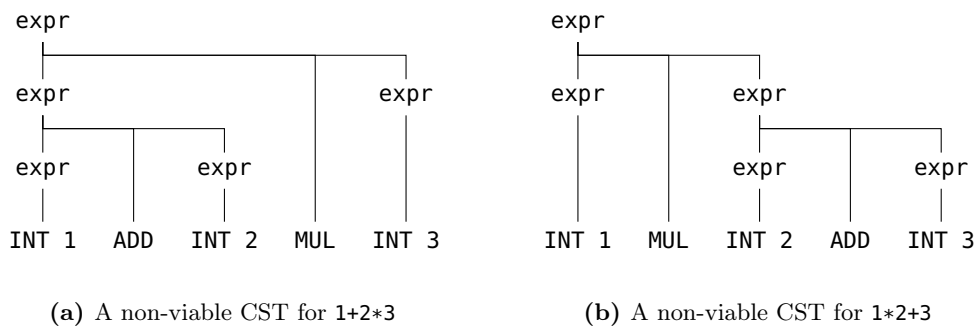 expr expr
expr expr expr expr
expr expr expr expr
INT 1 ADD INT 2 MUL INT 3 INT 1 MUL INT 2 ADD INT 3
(a) A non-viable CST for 1+2*3 (b) A non-viable CST for 1*2+3